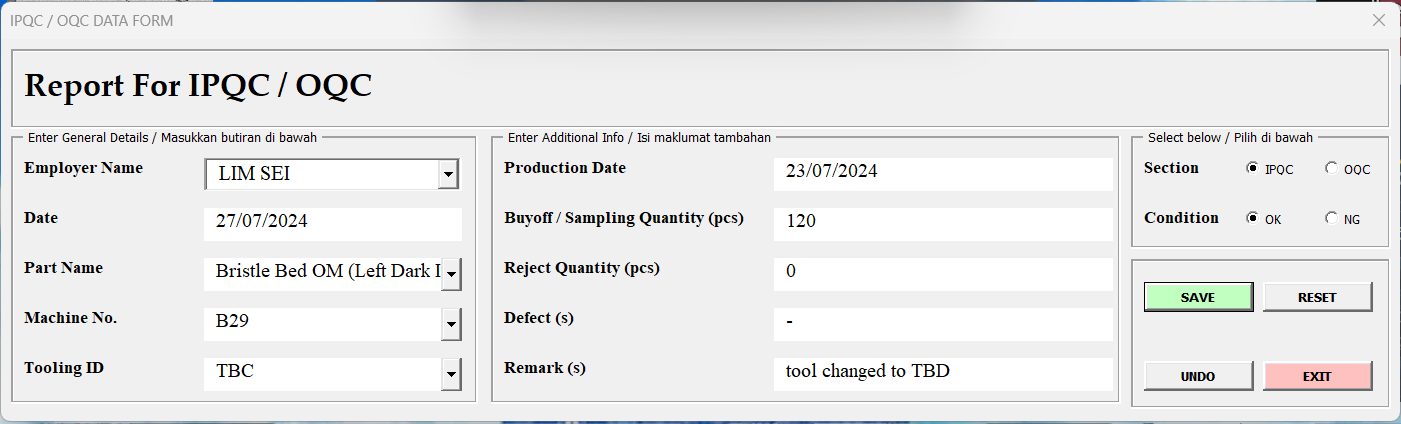 IPQC / OQC DATA FORM
Report For IPQC / OQC
Enter General Details / Masukkan butiran di bawah
Employer Name LIM SEI
Date 27/07/2024
Part Name Bristle Bed OM (Left Dark
Machine No. B29
Tooling ID TBC
Enter Additional Info / Isi maklumat tambahan
Production Date 23/07/2024
Buyoff / Sampling Quantity (pcs) 120
Reject Quantity (pcs) 0
Defect (s) -
Remark (s) tool changed to TBD
Select below / Pilih di bawah
Section IPQC OQC
Condition OK NG
SAVE RESET
UNDO EXIT